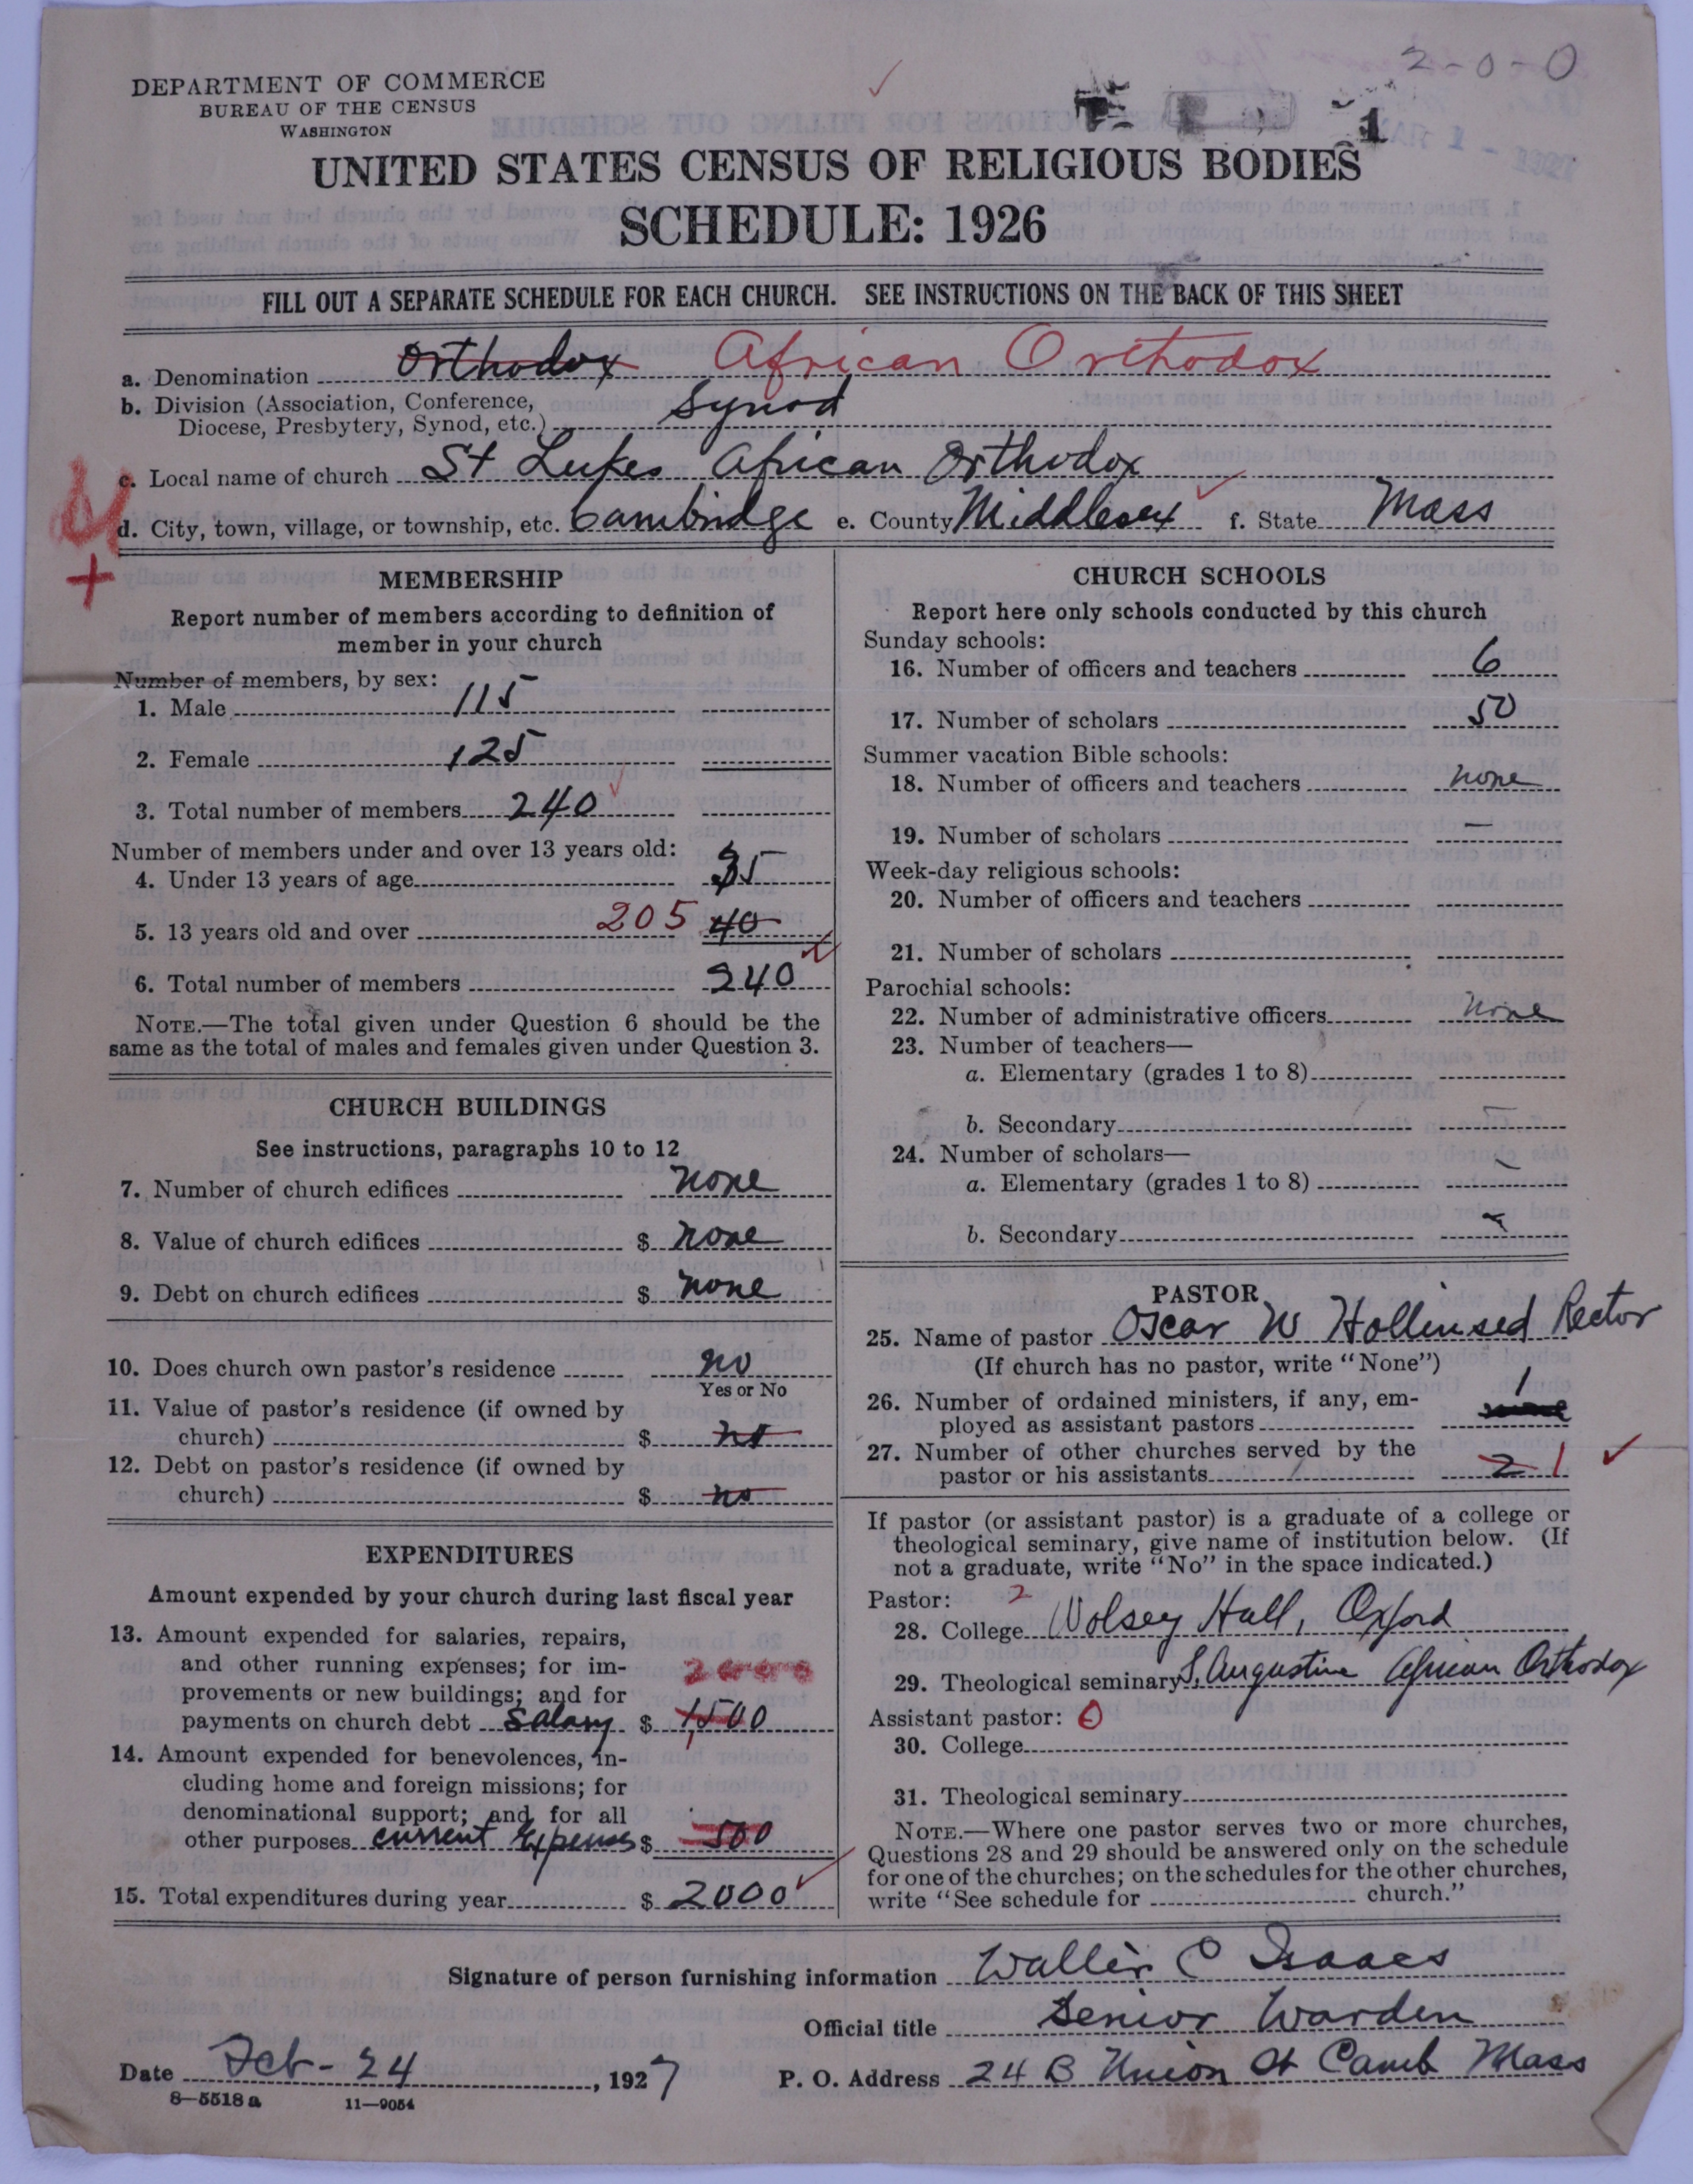 2-0-0
DEPARTMENT OF COMMERCE
BUREAU OF THE CENSUS
WASHINGTON
UNITED STATES CENSUS OF RELIGIOUS BODIES
SCHEDULE: 1926
FILL OUT A SEPARATE SCHEDULE FOR EACH CHURCH. SEE INSTRUCTIONS ON THE BACK OF THIS SHEET
a. Denomination Orthodox African Orthodox
b. Division (Association, Conference,
Diocese, Presbytery, Synod, etc.) Synod
c. Local name of church St Lukes African Orthodox
d. City, town, village, or township, etc. Cambridge e. County Middlesex f. State Mass
MEMBERSHIP
Report number of members according to definition of
member in your church
Number of members, by sex:
1. Male 115
2. Female 125
3. Total number of members 240
Number of members under and over 13 years old:
4. Under 13 years of age 35
5. 13 years old and over 205 40
6. Total number of members 240
NOTE.—The total given under Question 6 should be the
same as the total of males and females given under Question 3.
CHURCH BUILDINGS
See instructions, paragraphs 10 to 12
7. Number of church edifices none
8. Value of church edifices $ none
9. Debt on church edifices $ none
10. Does church own pastor's residence no
Yes or No
11. Value of pastor's residence (if owned by
church) $ no
12. Debt on pastor's residence (if owned by
church) $ no
EXPENDITURES
Amount expended by your church during last fiscal year
13. Amount expended for salaries, repairs,
and other running expenses; for im- 2000
provements or new buildings; and for
payments on church debt Salary $ 1500
14. Amount expended for benevolences, in-
cluding home and foreign missions; for
denominational support; and for all
other purposes current Expenses $ 500
15. Total expenditures during year $ 2000
CHURCH SCHOOLS
Report here only schools conducted by this church
Sunday schools:
16. Number of officers and teachers 6
17. Number of scholars 50
Summer vacation Bible schools:
18. Number of officers and teachers none
19. Number of scholars —
Week-day religious schools:
20. Number of officers and teachers
21. Number of scholars
Parochial schools:
22. Number of administrative officers none
23. Number of teachers—
a. Elementary (grades 1 to 8)
b. Secondary —
24. Number of scholars—
a. Elementary (grades 1 to 8) —
b. Secondary —
PASTOR
25. Name of pastor Oscar W Hollinsed Rector
(If church has no pastor, write "None")
26. Number of ordained ministers, if any, em- 1
ployed as assistant pastors none
27. Number of other churches served by the
pastor or his assistants 2 1
If pastor (or assistant pastor) is a graduate of a college or
theological seminary, give name of institution below. (If
not a graduate, write "No" in the space indicated.)
Pastor: 2
28. College Wolsey Hall, Oxford
29. Theological seminary S. Augustine African Orthodox
Assistant pastor: 0
30. College
31. Theological seminary
NOTE.—Where one pastor serves two or more churches,
Questions 28 and 29 should be answered only on the schedule
for one of the churches; on the schedules for the other churches,
write "See schedule for church."
Signature of person furnishing information Walter C Isaacs
Official title Senior Warden
Date Feb-24, 1927 P. O. Address 24 B Union St Camb Mass
8—5518a 11—9054